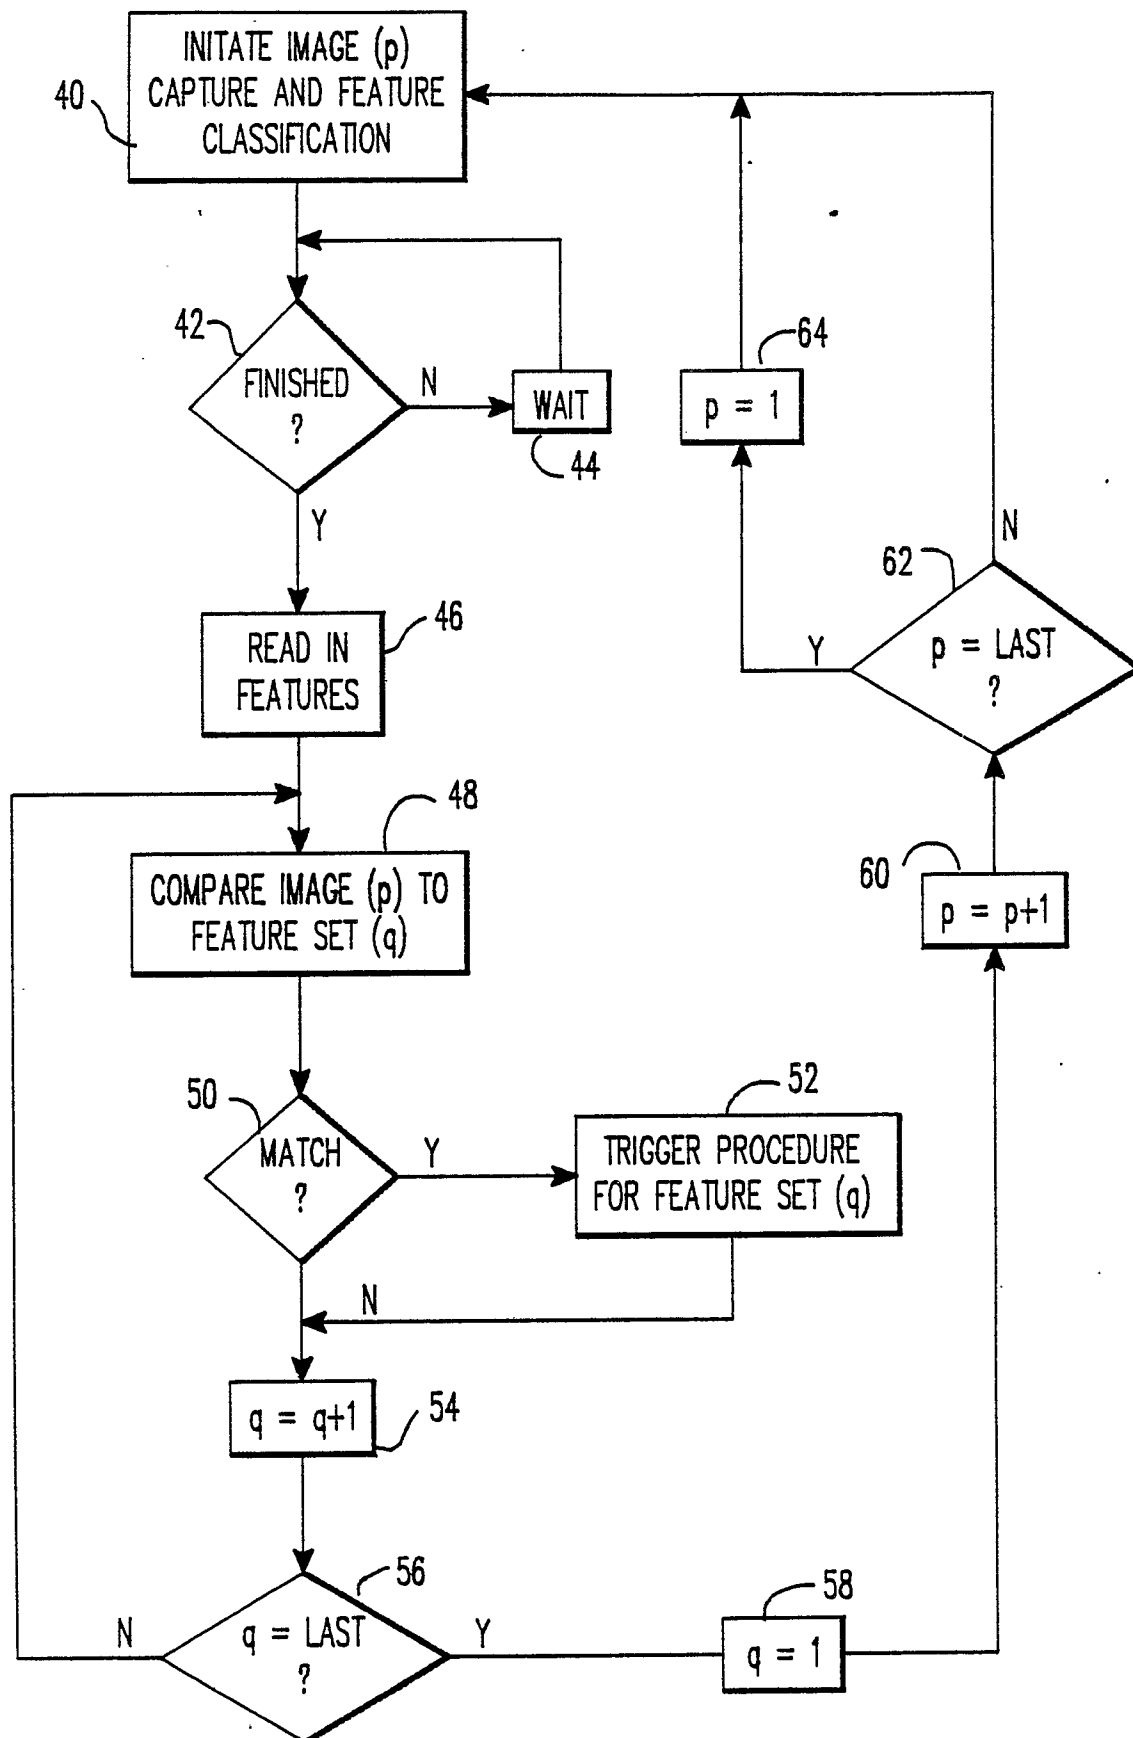 INITATE IMAGE (p)
CAPTURE AND FEATURE
CLASSIFICATION
40
42
FINISHED
?
N
WAIT
44
Y
64
p = 1
N
62
p = LAST
?
Y
READ IN
FEATURES
46
48
COMPARE IMAGE (p) TO
FEATURE SET (q)
60
p = p+1
50
MATCH
?
Y
52
TRIGGER PROCEDURE
FOR FEATURE SET (q)
N
q = q+1
54
56
q = LAST
?
N
Y
58
q = 1